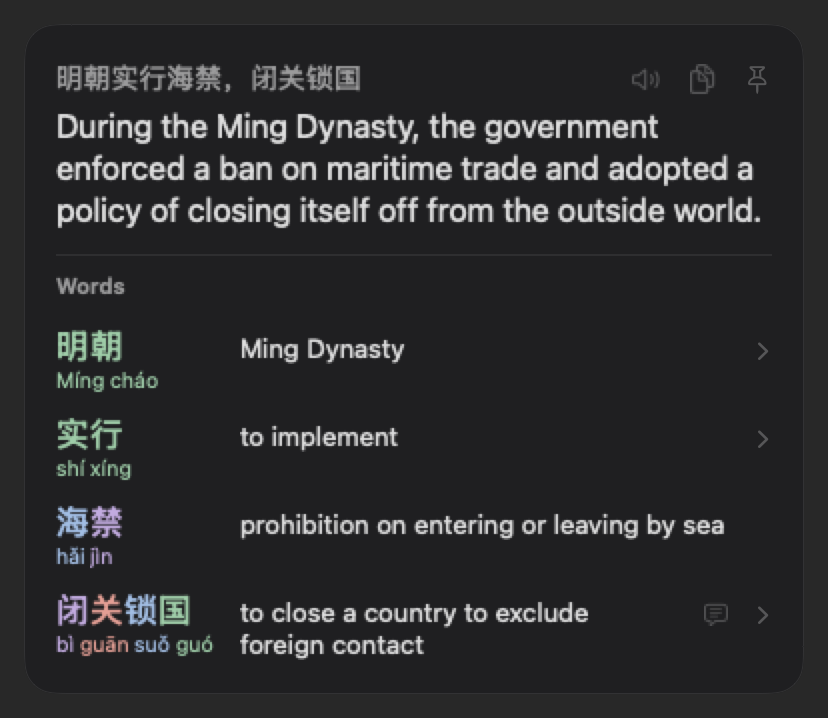 明朝实行海禁，闭关锁国
During the Ming Dynasty, the government
enforced a ban on maritime trade and adopted a
policy of closing itself off from the outside world.
Words
明朝
Míng cháo
Ming Dynasty
实行
shí xíng
to implement
海禁
hǎi jìn
prohibition on entering or leaving by sea
闭关锁国
bì guān suǒ guó
to close a country to exclude
foreign contact